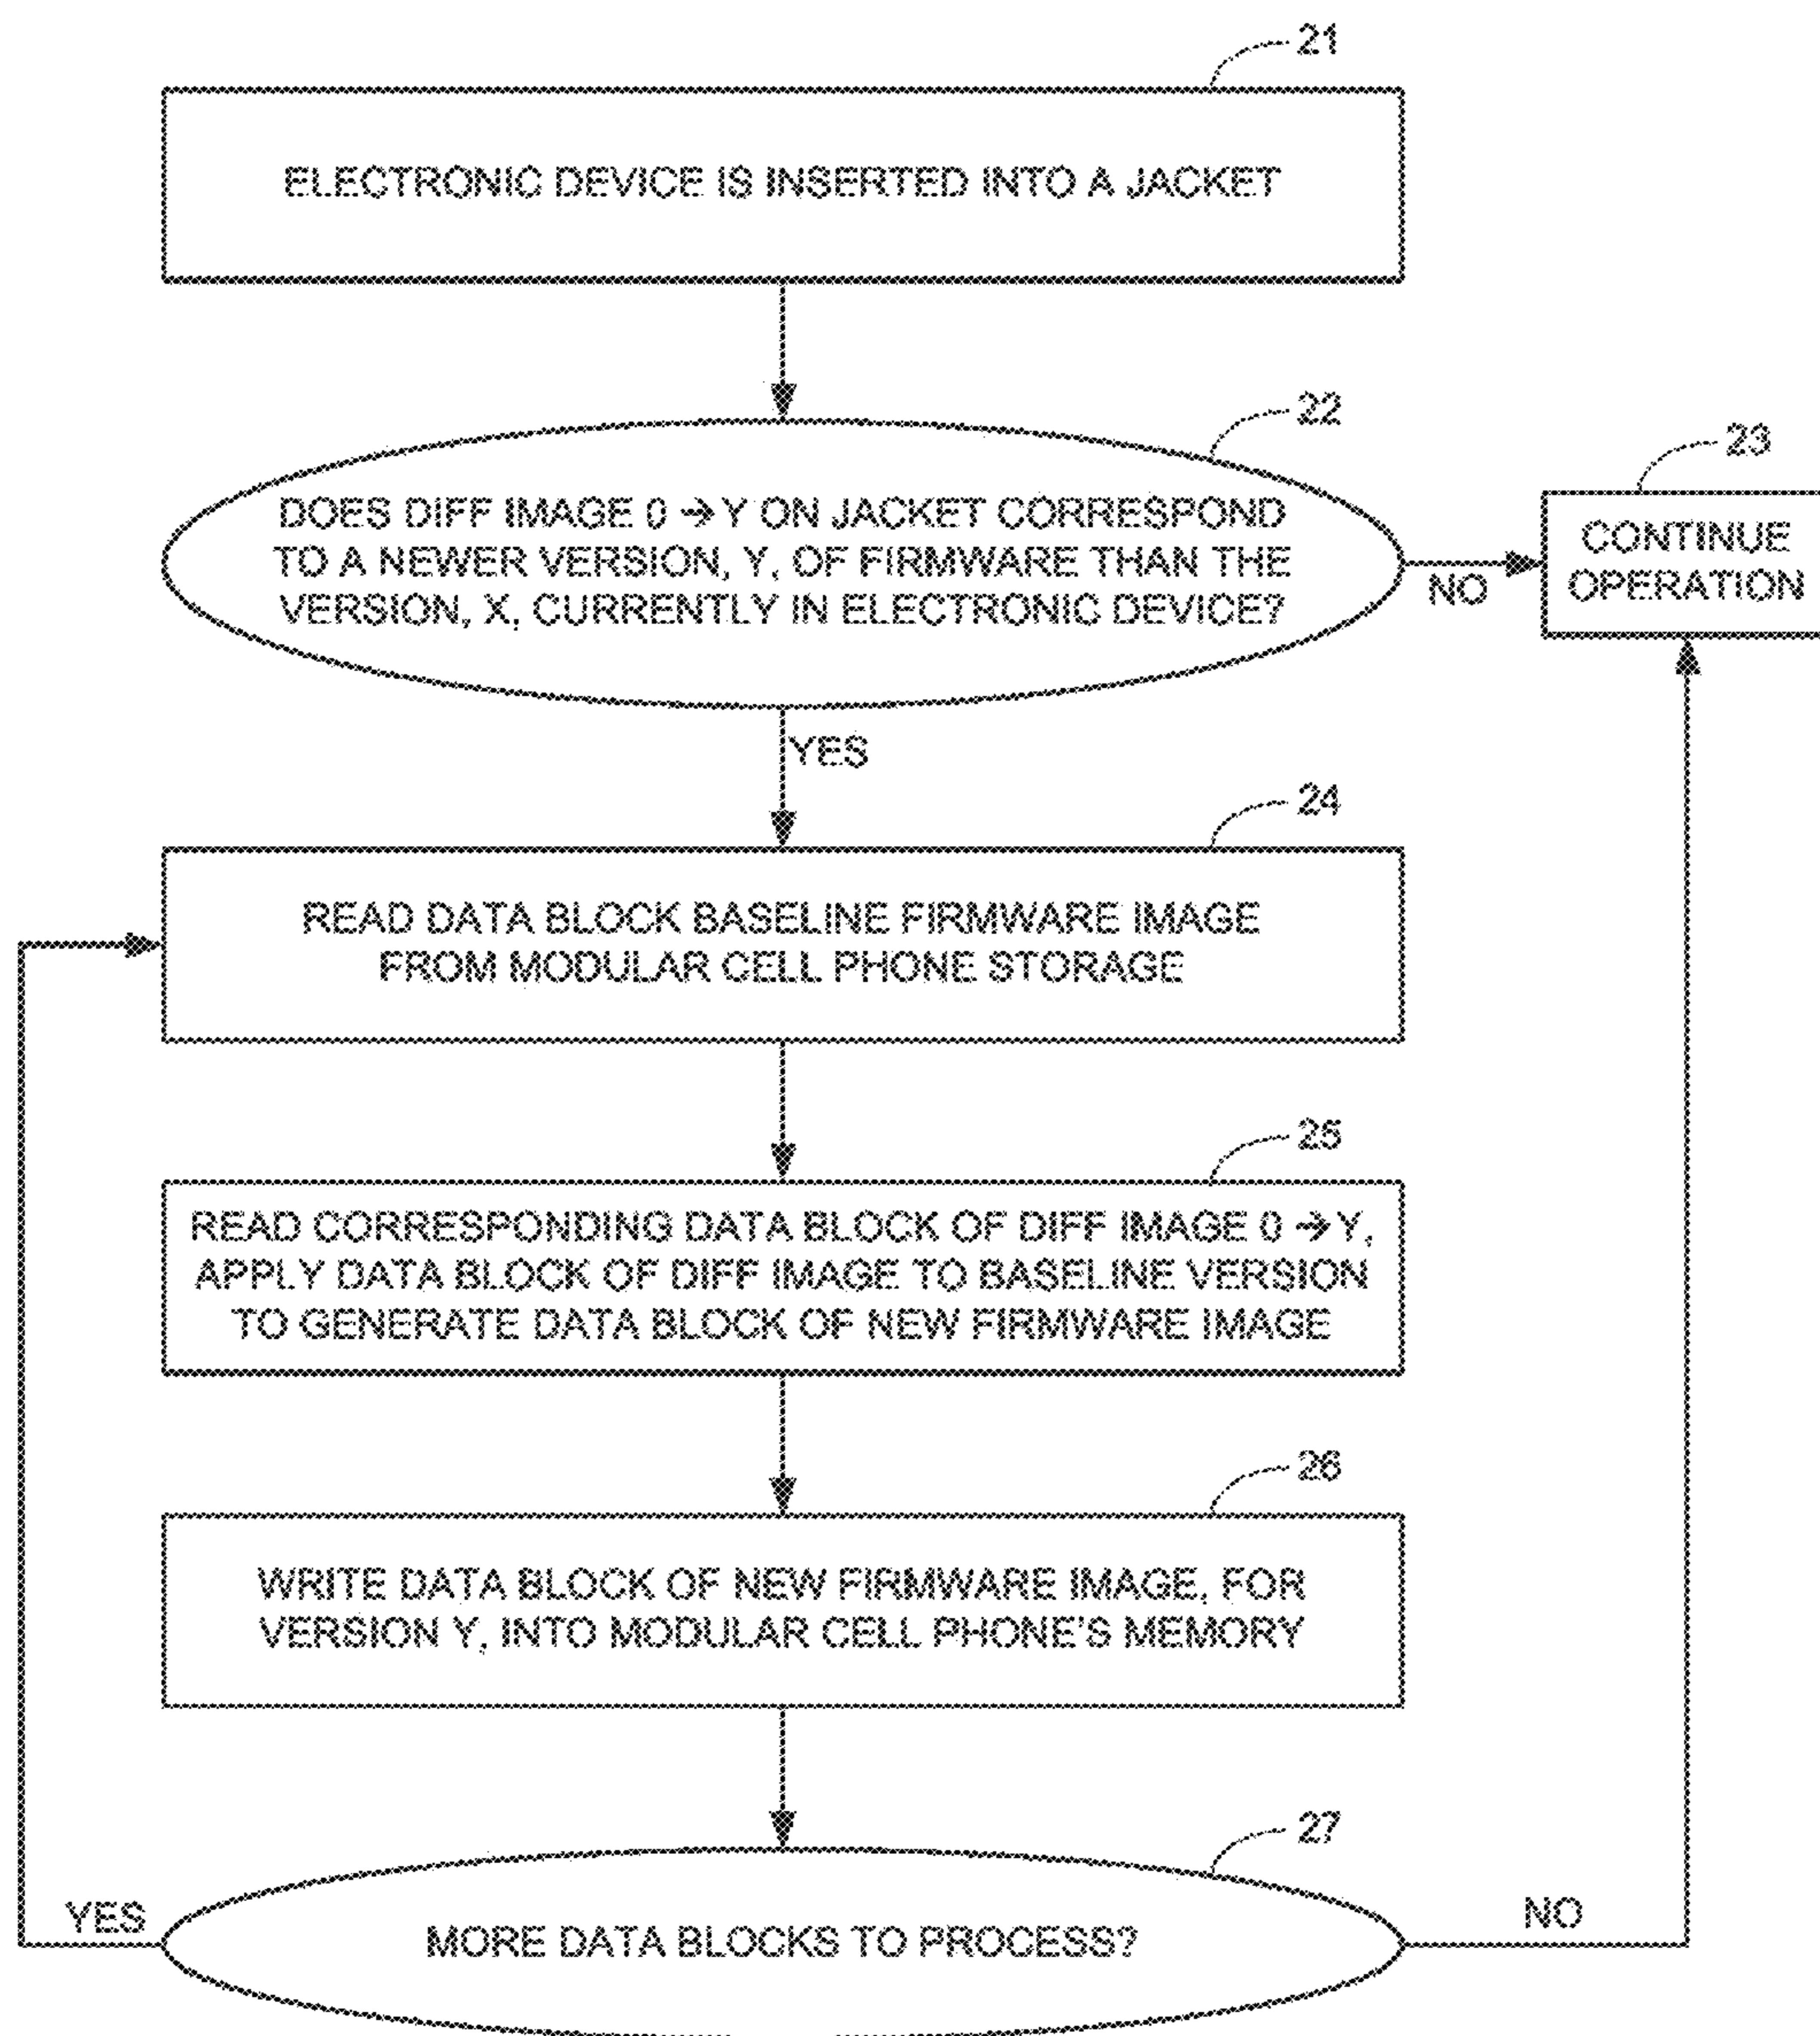 21
ELECTRONIC DEVICE IS INSERTED INTO A JACKET
22
DOES DIFF IMAGE 0 → Y ON JACKET CORRESPOND
TO A NEWER VERSION, Y, OF FIRMWARE THAN THE
VERSION, X, CURRENTLY IN ELECTRONIC DEVICE?
NO
23
CONTINUE
OPERATION
YES
24
READ DATA BLOCK BASELINE FIRMWARE IMAGE
FROM MODULAR CELL PHONE STORAGE
25
READ CORRESPONDING DATA BLOCK OF DIFF IMAGE 0 → Y,
APPLY DATA BLOCK OF DIFF IMAGE TO BASELINE VERSION
TO GENERATE DATA BLOCK OF NEW FIRMWARE IMAGE
26
WRITE DATA BLOCK OF NEW FIRMWARE IMAGE, FOR
VERSION Y, INTO MODULAR CELL PHONE'S MEMORY
27
YES
MORE DATA BLOCKS TO PROCESS?
NO